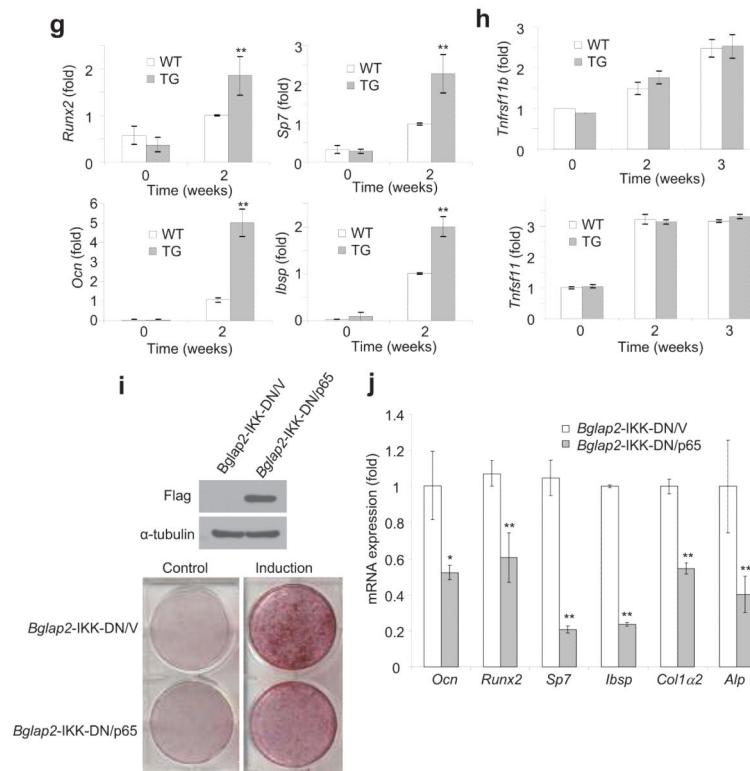 g
Runx2 (fold)
2
1
0
WT
TG
**
0
2
Time (weeks)
Sp7 (fold)
3
2
1
0
WT
TG
**
0
2
Time (weeks)
Ocn (fold)
6
5
4
3
2
1
0
WT
TG
**
0
2
Time (weeks)
Ibsp (fold)
2
1
0
WT
TG
**
0
2
Time (weeks)
h
Tnfrsf11b (fold)
3
2
1
0
WT
TG
0
2
3
Time (weeks)
Tnfsf11 (fold)
3
2
1
0
WT
TG
0
2
3
Time (weeks)
i
Bglap2-IKK-DN/V
Bglap2-IKK-DN/p65
Flag
α-tubulin
Control
Induction
Bglap2-IKK-DN/V
Bglap2-IKK-DN/p65
j
mRNA expression (fold)
1.4
1.2
1
0.8
0.6
0.4
0.2
0
Bglap2-IKK-DN/V
Bglap2-IKK-DN/p65
*
**
**
**
**
**
Ocn
Runx2
Sp7
Ibsp
Col1α2
Alp